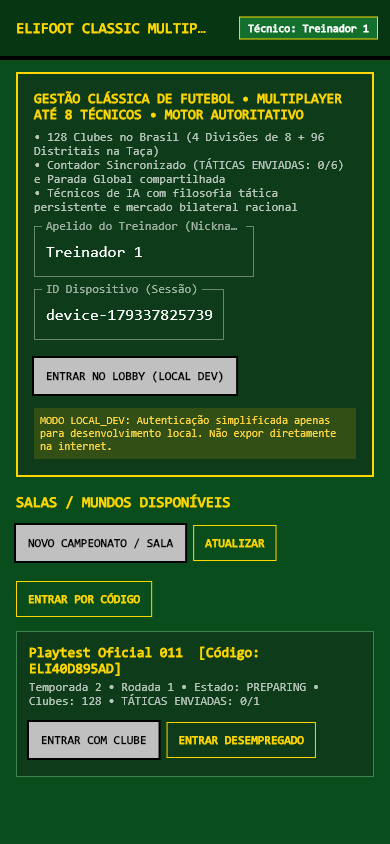 ELIFOOT CLASSIC MULTIP…
Técnico: Treinador 1
GESTÃO CLÁSSICA DE FUTEBOL • MULTIPLAYER
ATÉ 8 TÉCNICOS • MOTOR AUTORITATIVO
• 128 Clubes no Brasil (4 Divisões de 8 + 96
Distritais na Taça)
• Contador Sincronizado (TÁTICAS ENVIADAS: 0/6)
e Parada Global compartilhada
• Técnicos de IA com filosofia tática
persistente e mercado bilateral racional
Apelido do Treinador (Nickna…
Treinador 1
ID Dispositivo (Sessão)
device-179337825739
ENTRAR NO LOBBY (LOCAL DEV)
MODO LOCAL_DEV: Autenticação simplificada apenas
para desenvolvimento local. Não expor diretamente
na internet.
SALAS / MUNDOS DISPONÍVEIS
NOVO CAMPEONATO / SALA
ATUALIZAR
ENTRAR POR CÓDIGO
Playtest Oficial 011 [Código:
ELI40D895AD]
Temporada 2 • Rodada 1 • Estado: PREPARING •
Clubes: 128 • TÁTICAS ENVIADAS: 0/1
ENTRAR COM CLUBE
ENTRAR DESEMPREGADO